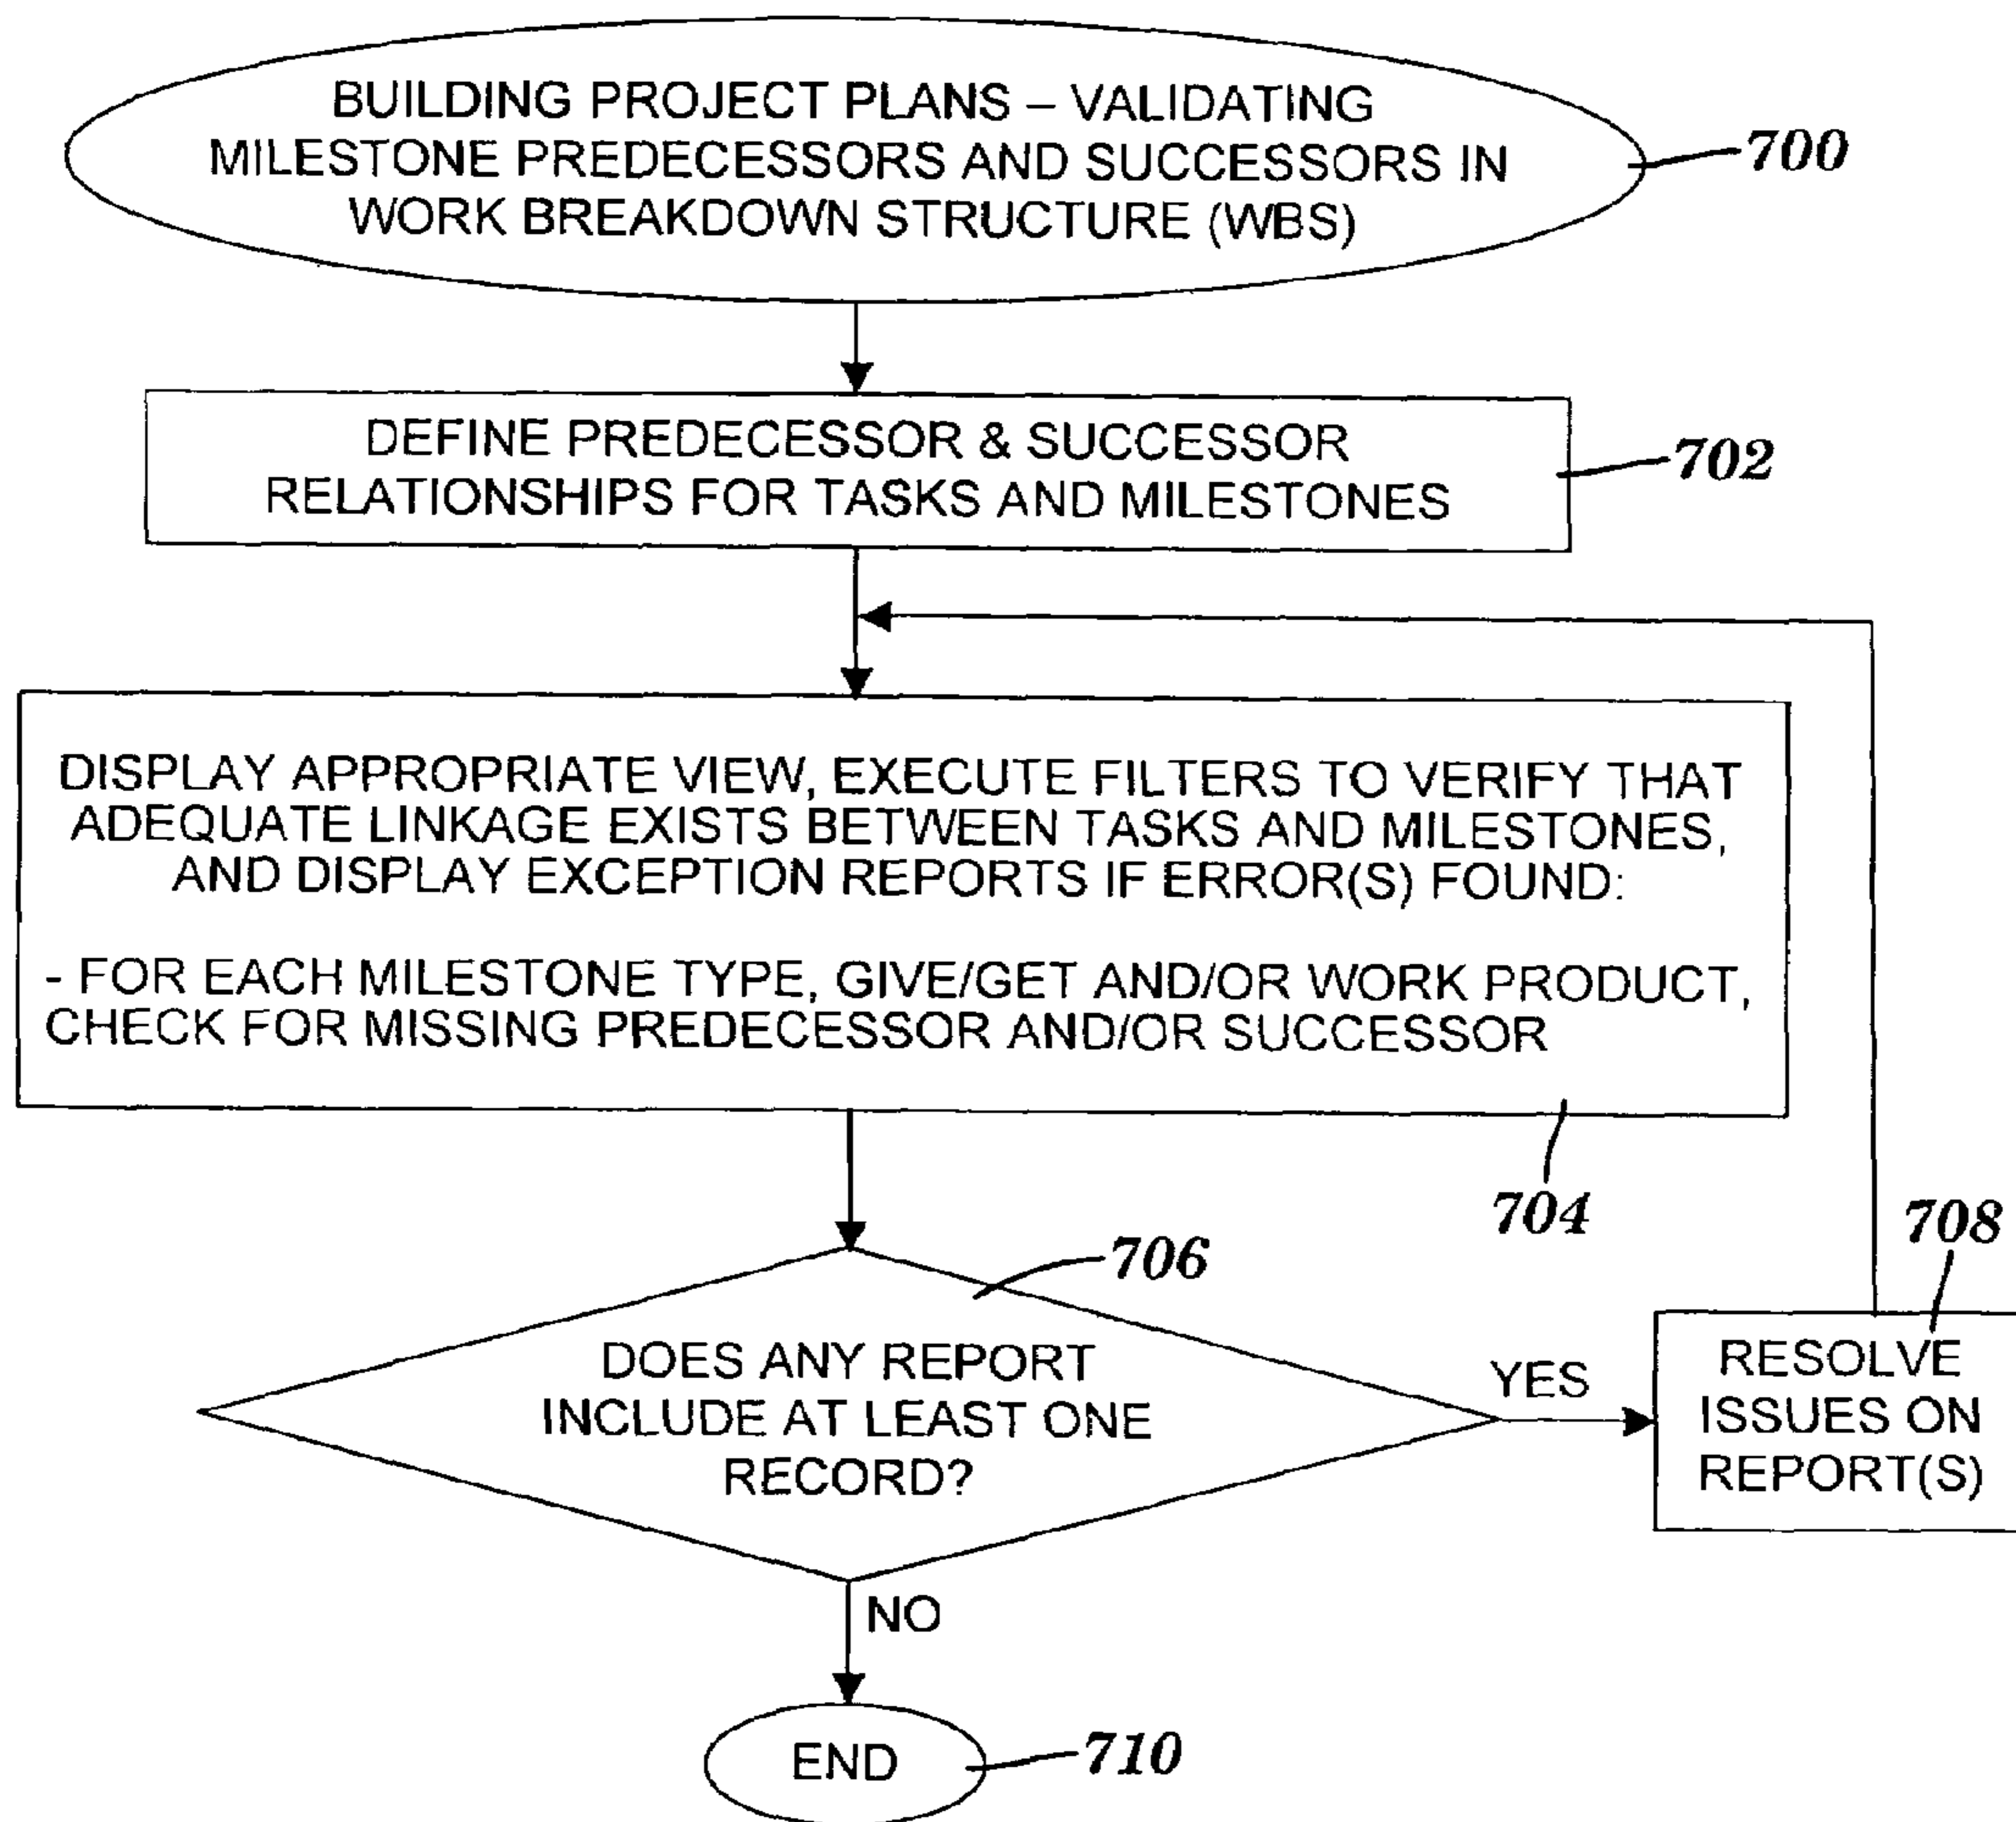 BUILDING PROJECT PLANS – VALIDATING
MILESTONE PREDECESSORS AND SUCCESSORS IN
WORK BREAKDOWN STRUCTURE (WBS)
700
DEFINE PREDECESSOR & SUCCESSOR
RELATIONSHIPS FOR TASKS AND MILESTONES
702
DISPLAY APPROPRIATE VIEW, EXECUTE FILTERS TO VERIFY THAT
ADEQUATE LINKAGE EXISTS BETWEEN TASKS AND MILESTONES,
AND DISPLAY EXCEPTION REPORTS IF ERROR(S) FOUND:
- FOR EACH MILESTONE TYPE, GIVE/GET AND/OR WORK PRODUCT,
CHECK FOR MISSING PREDECESSOR AND/OR SUCCESSOR
704
706
708
DOES ANY REPORT
INCLUDE AT LEAST ONE
RECORD?
YES
RESOLVE
ISSUES ON
REPORT(S)
NO
END
710